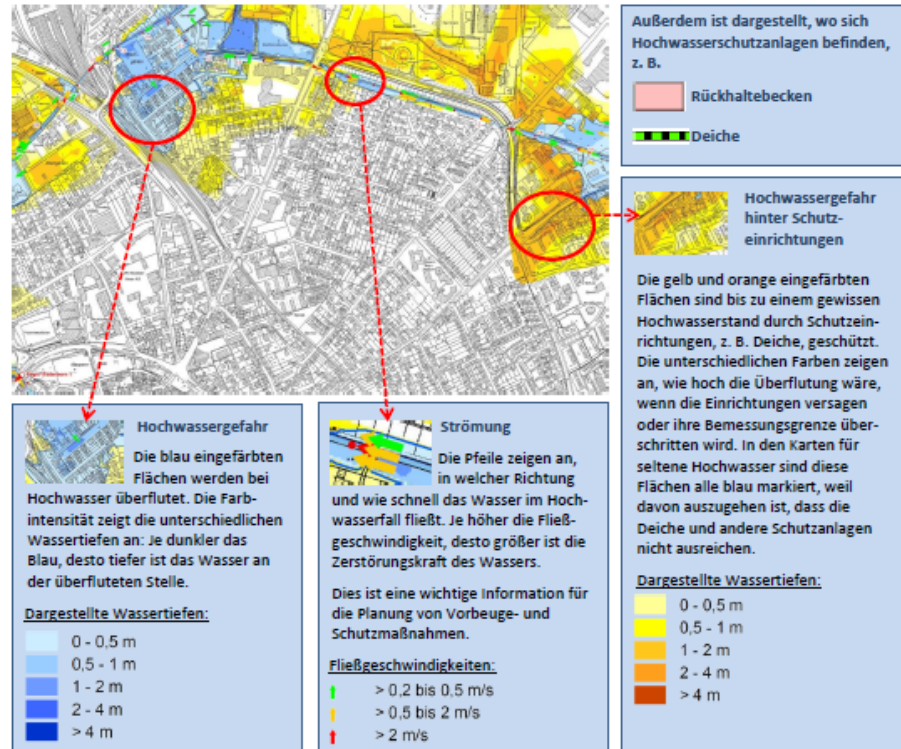 Außerdem ist dargestellt, wo sich
Hochwasserschutzanlagen befinden,
z. B.
Rückhaltebecken
Deiche
Hochwassergefahr
hinter Schutz-
einrichtungen
Die gelb und orange eingefärbten
Flächen sind bis zu einem gewissen
Hochwasserstand durch Schutzein-
richtungen, z. B. Deiche, geschützt.
Die unterschiedlichen Farben zeigen
an, wie hoch die Überflutung wäre,
wenn die Einrichtungen versagen
oder ihre Bemessungsgrenze über-
schritten wird. In den Karten für
seltene Hochwasser sind diese
Flächen alle blau markiert, weil
davon auszugehen ist, dass die
Deiche und andere Schutzanlagen
nicht ausreichen.
Dargestellte Wassertiefen:
0 - 0,5 m
0,5 - 1 m
1 - 2 m
2 - 4 m
> 4 m
Hochwassergefahr
Die blau eingefärbten
Flächen werden bei
Hochwasser überflutet. Die Farb-
intensität zeigt die unterschiedlichen
Wassertiefen an: Je dunkler das
Blau, desto tiefer ist das Wasser an
der überfluteten Stelle.
Dargestellte Wassertiefen:
0 - 0,5 m
0,5 - 1 m
1 - 2 m
2 - 4 m
> 4 m
Strömung
Die Pfeile zeigen an,
in welcher Richtung
und wie schnell das Wasser im Hoch-
wasserfall fließt. Je höher die Fließ-
geschwindigkeit, desto größer ist die
Zerstörungskraft des Wassers.
Dies ist eine wichtige Information für
die Planung von Vorbeuge- und
Schutzmaßnahmen.
Fließgeschwindigkeiten:
> 0,2 bis 0,5 m/s
> 0,5 bis 2 m/s
> 2 m/s